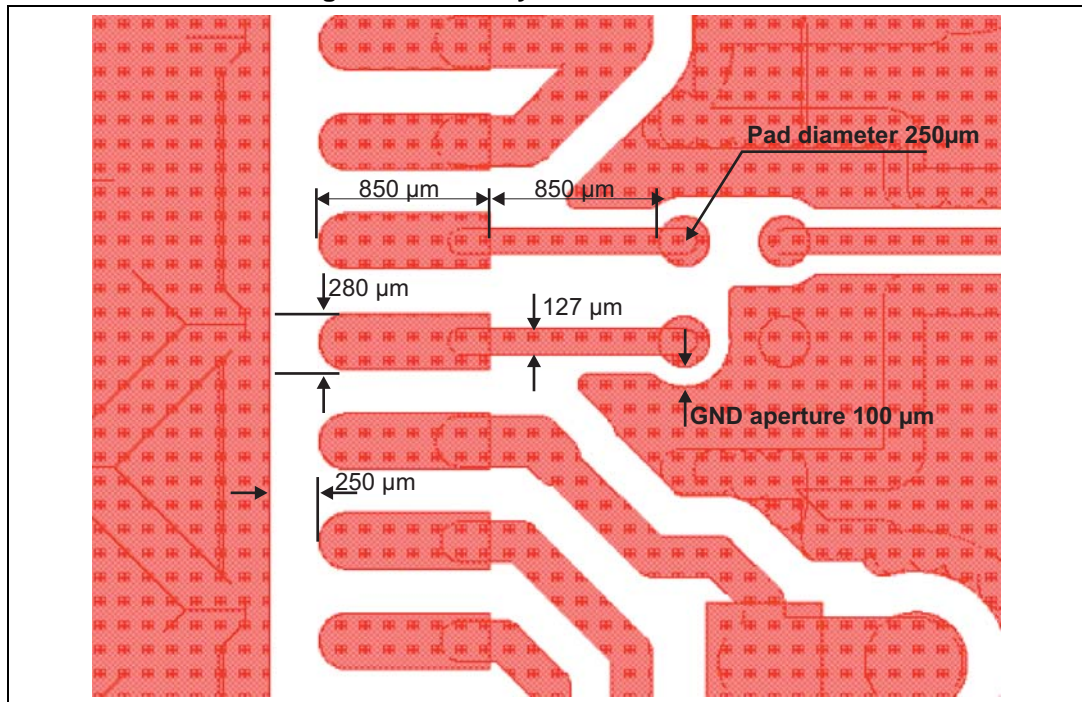 Pad diameter 250µm
850 µm
850 µm
280 µm
127 µm
GND aperture 100 µm
250 µm